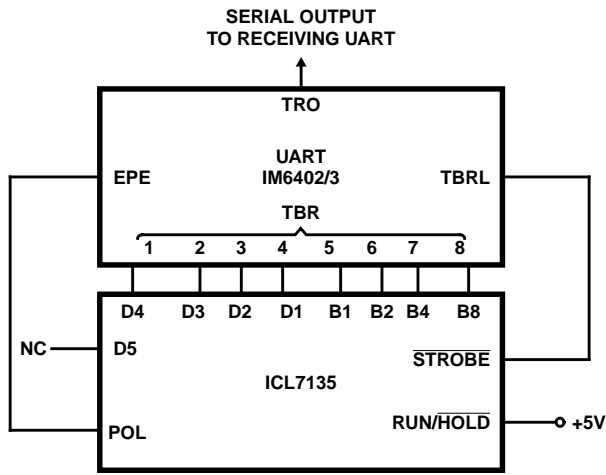 SERIAL OUTPUT
TO RECEIVING UART
TRO
UART
IM6402/3
EPE
TBRL
TBR
1 2 3 4 5 6 7 8
D4 D3 D2 D1 B1 B2 B4 B8
NC
D5
STROBE
ICL7135
RUN/HOLD
+5V
POL